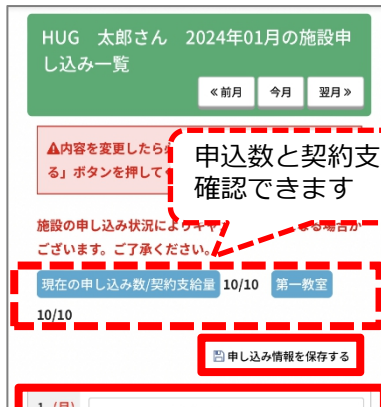 HUG 太郎さん 2024年01月の施設申
し込み一覧
≪前月 今月 翌月≫
▲内容を変更したら
る」ボタンを押して
申込数と契約支
確認できます
施設の申し込み状況によりキャ
なる場合が
ございます。ご了承ください。
現在の申し込み数/契約支給量 10/10 第一教室
10/10
申し込み情報を保存する
1 (月)